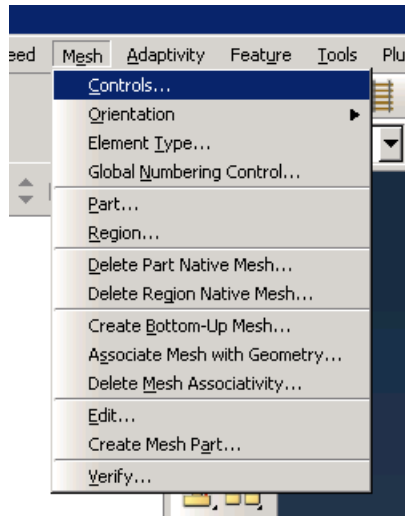 eed Mesh Adaptivity Feature Tools Plu
Controls...
Orientation
Element Type...
Global Numbering Control...
Part...
Region...
Delete Part Native Mesh...
Delete Region Native Mesh...
Create Bottom-Up Mesh...
Associate Mesh with Geometry...
Delete Mesh Associativity...
Edit...
Create Mesh Part...
Verify...